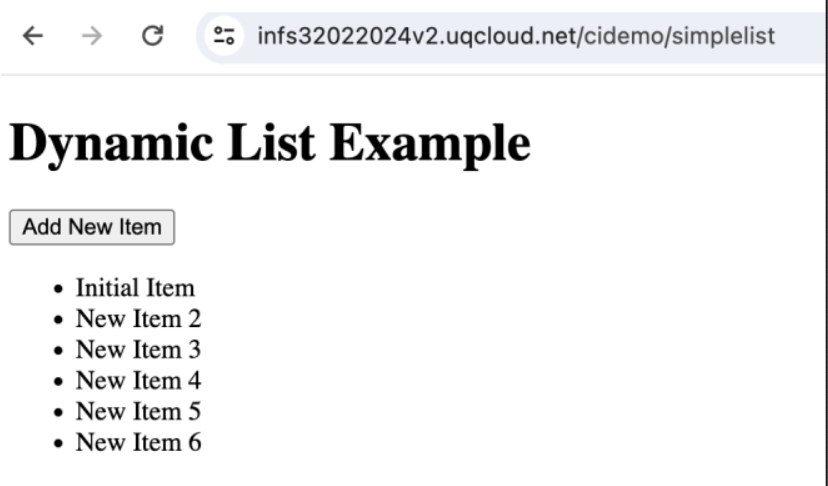 infs32022024v2.uqcloud.net/cidemo/simplelist
Dynamic List Example
Add New Item
• Initial Item
• New Item 2
• New Item 3
• New Item 4
• New Item 5
• New Item 6